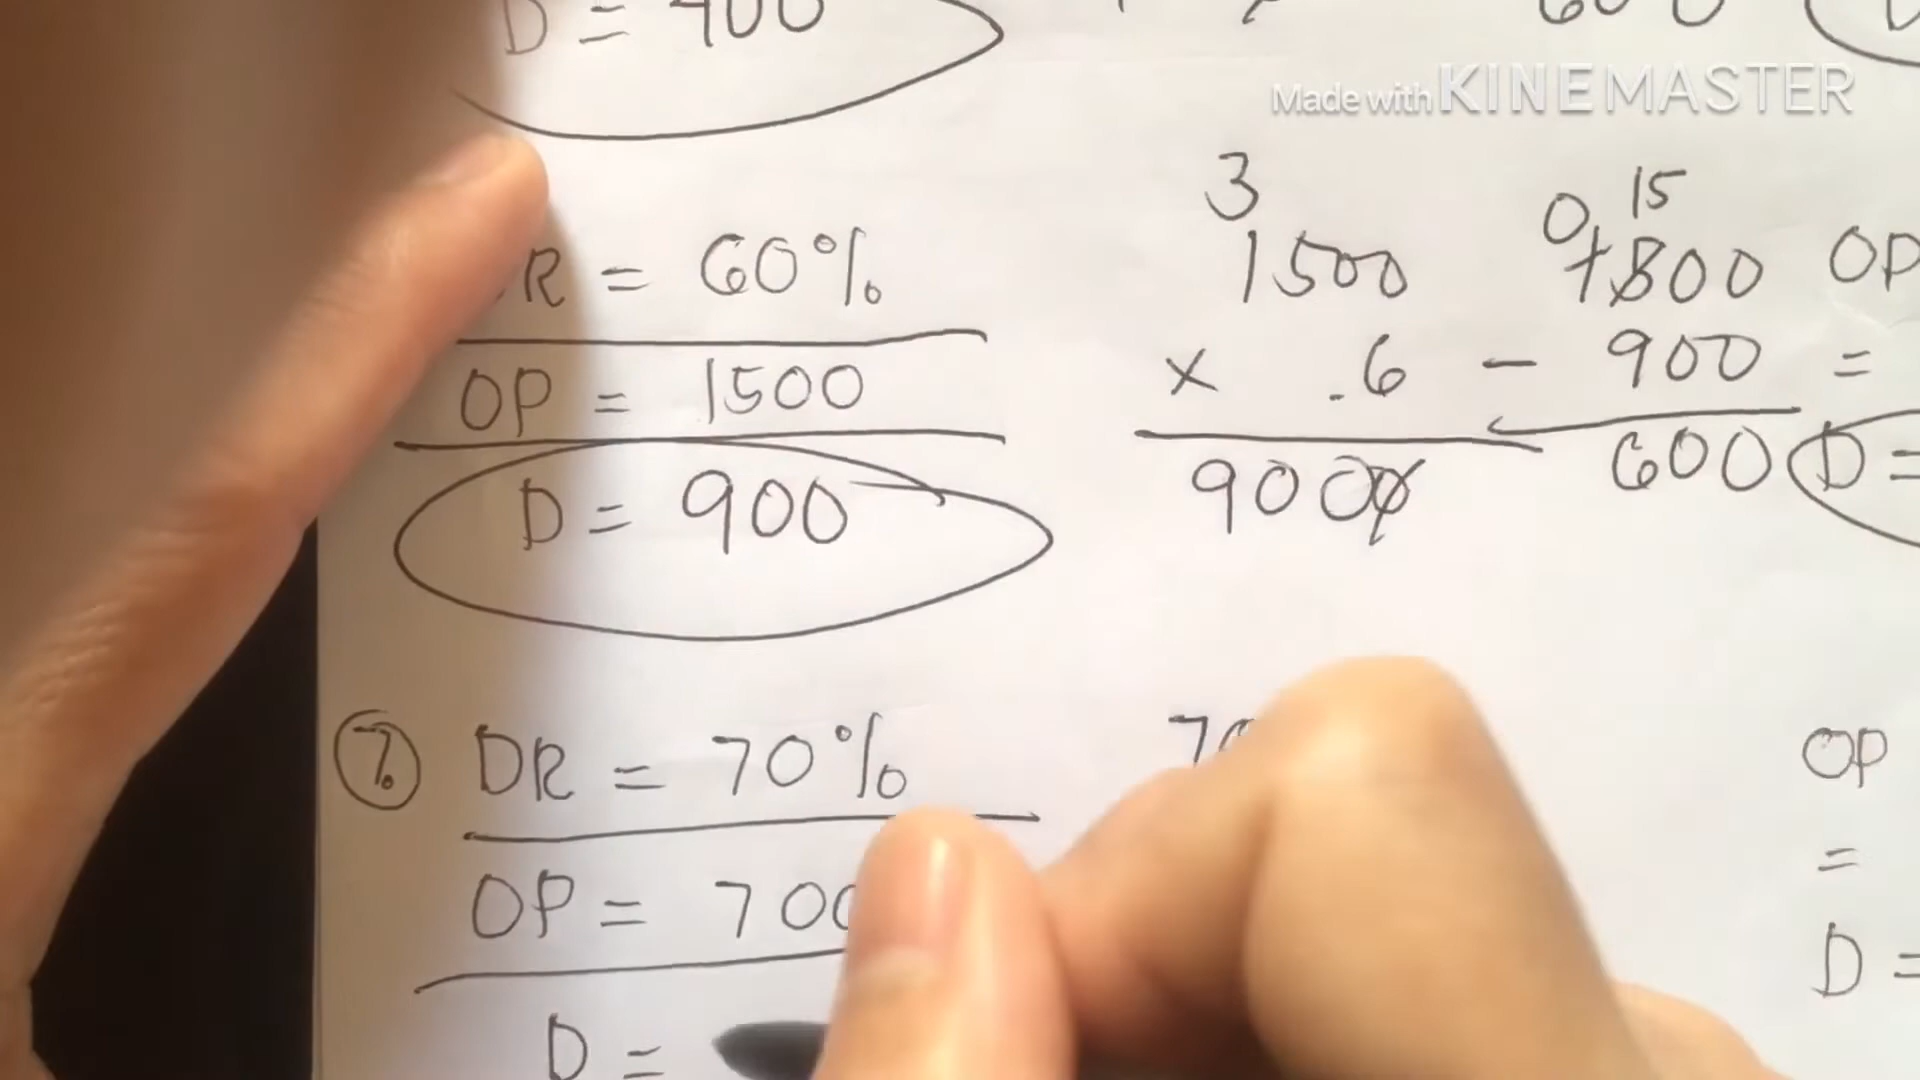 D = 400
600
Made with KINEMASTER
3
0 15
R = 60%
1500
1800
OP
OP = 1500
x .6
- 900
=
D = 900
9000
600
D =
7. DR = 70%
70
OP
OP = 700
=
D =
D =